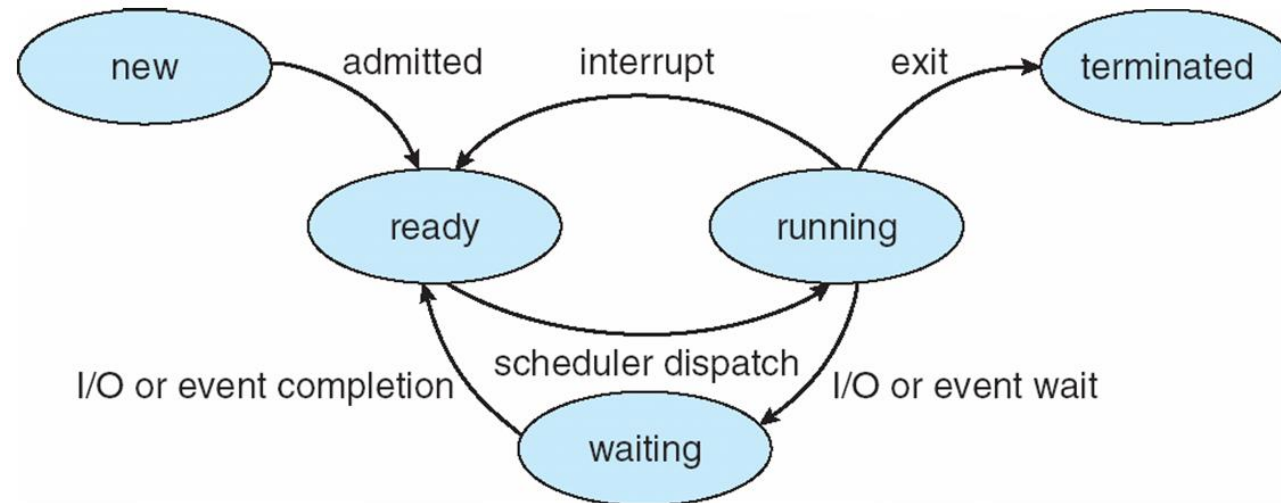 new
admitted
interrupt
exit
terminated
ready
running
scheduler dispatch
I/O or event completion
I/O or event wait
waiting